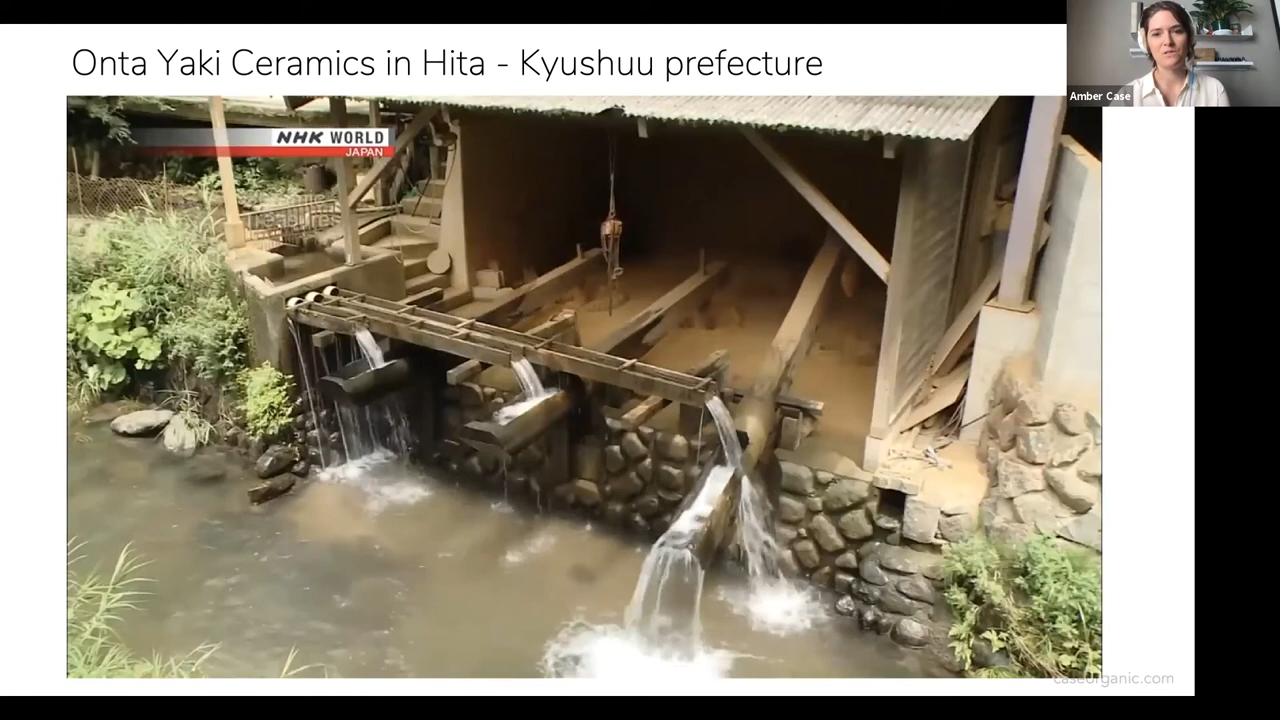 Onta Yaki Ceramics in Hita - Kyushuu prefecture
Amber Case
NHK WORLD
JAPAN
caseorganic.com